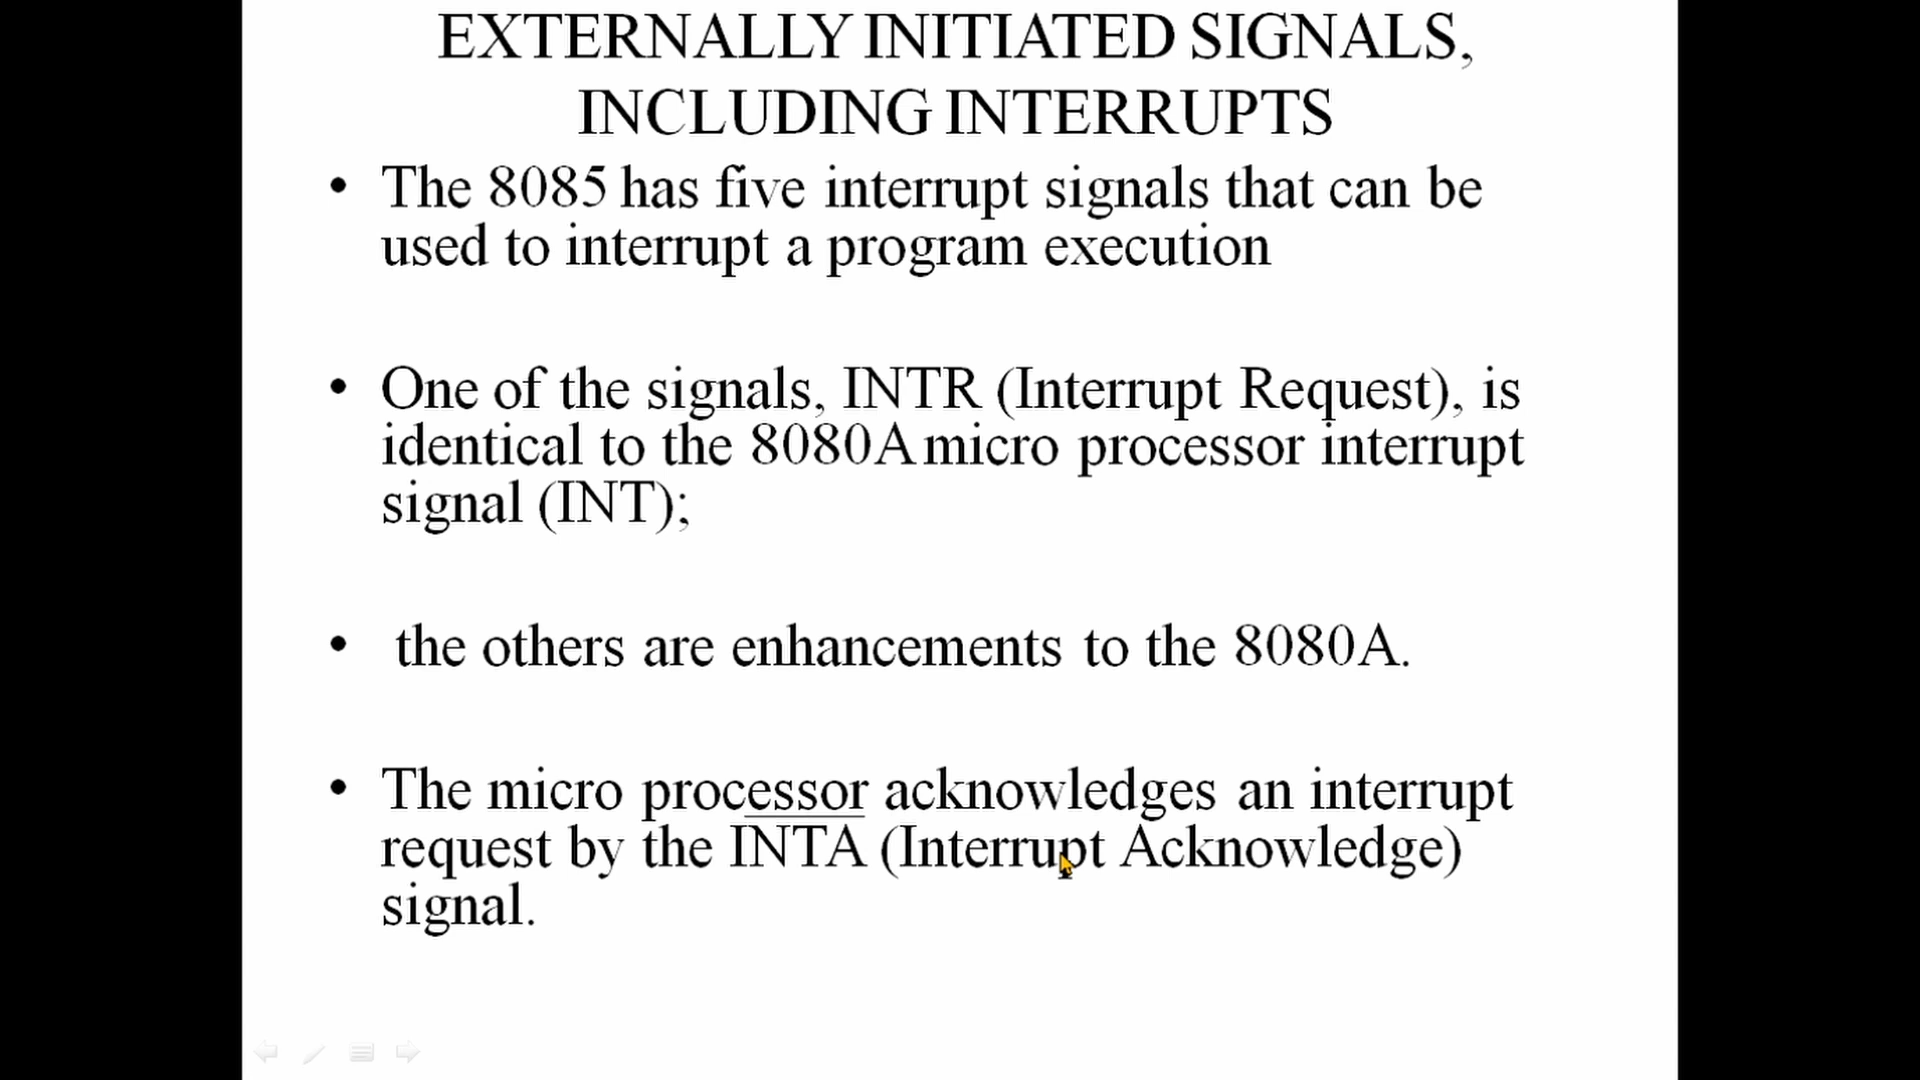 EXTERNALLY INITIATED SIGNALS,
INCLUDING INTERRUPTS
• The 8085 has five interrupt signals that can be
used to interrupt a program execution
• One of the signals, INTR (Interrupt Request), is
identical to the 8080A micro processor interrupt
signal (INT);
• the others are enhancements to the 8080A.
• The micro processor acknowledges an interrupt
request by the INTA (Interrupt Acknowledge)
signal.